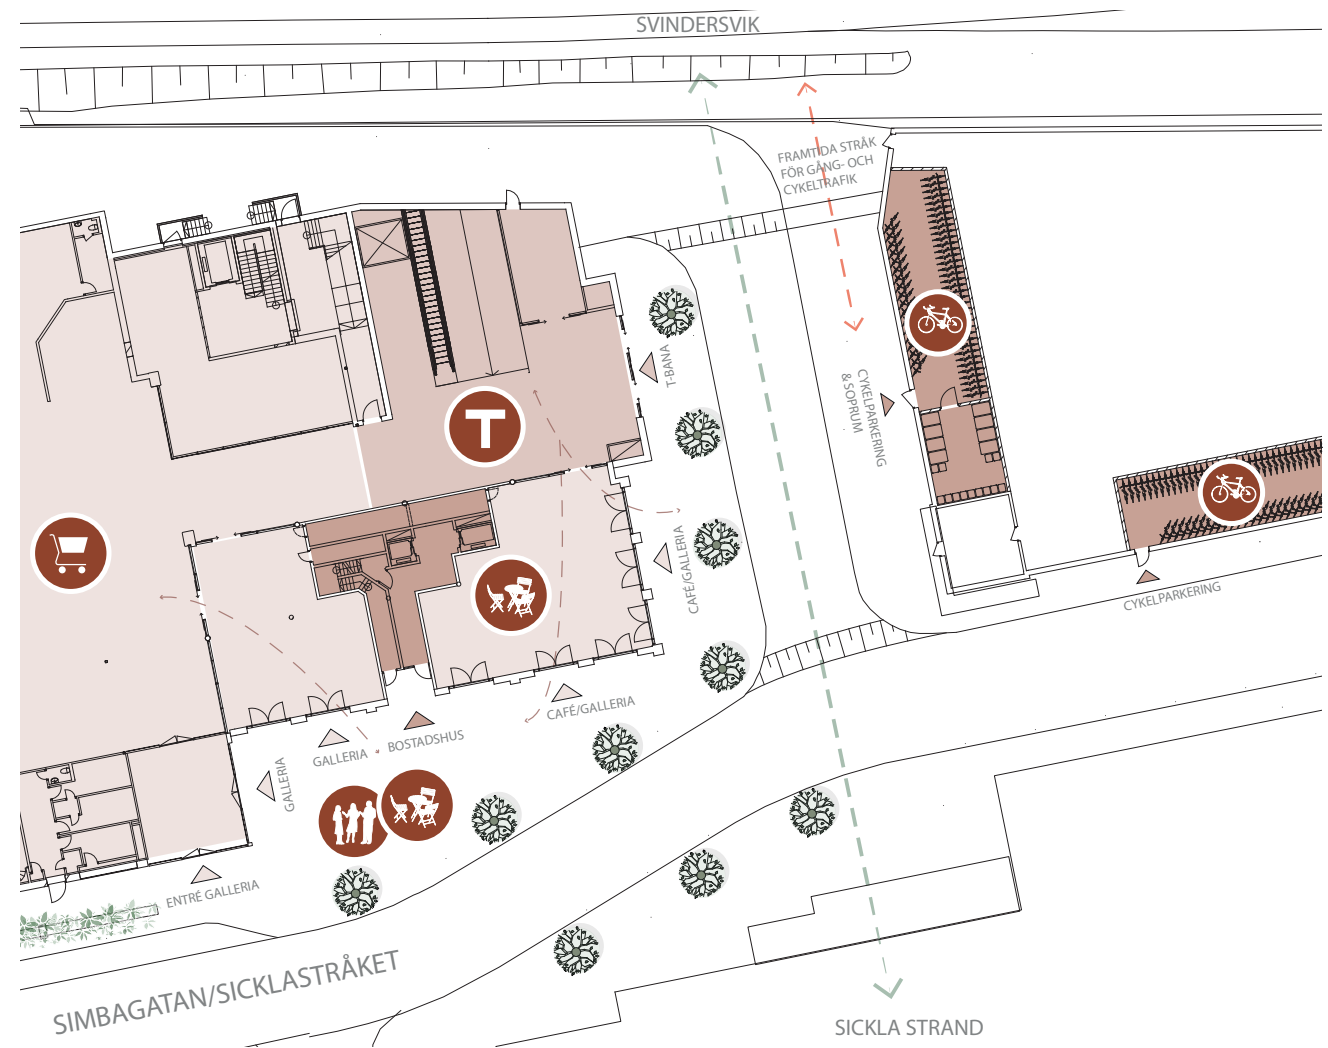 SVINDERSVIK
FRAMTIDA STRÅK
FÖR GÅNG- OCH
CYKELTRAFIK
T-BANA
CYKELPARKERING
& SOPRUM
T
CAFÉ/GALLERIA
CYKELPARKERING
CAFÉ/GALLERIA
BOSTADSHUS
GALLERIA
GALLERIA
ENTRÉ GALLERIA
SIMBAGATAN/SICKLASTRÅKET
SICKLA STRAND